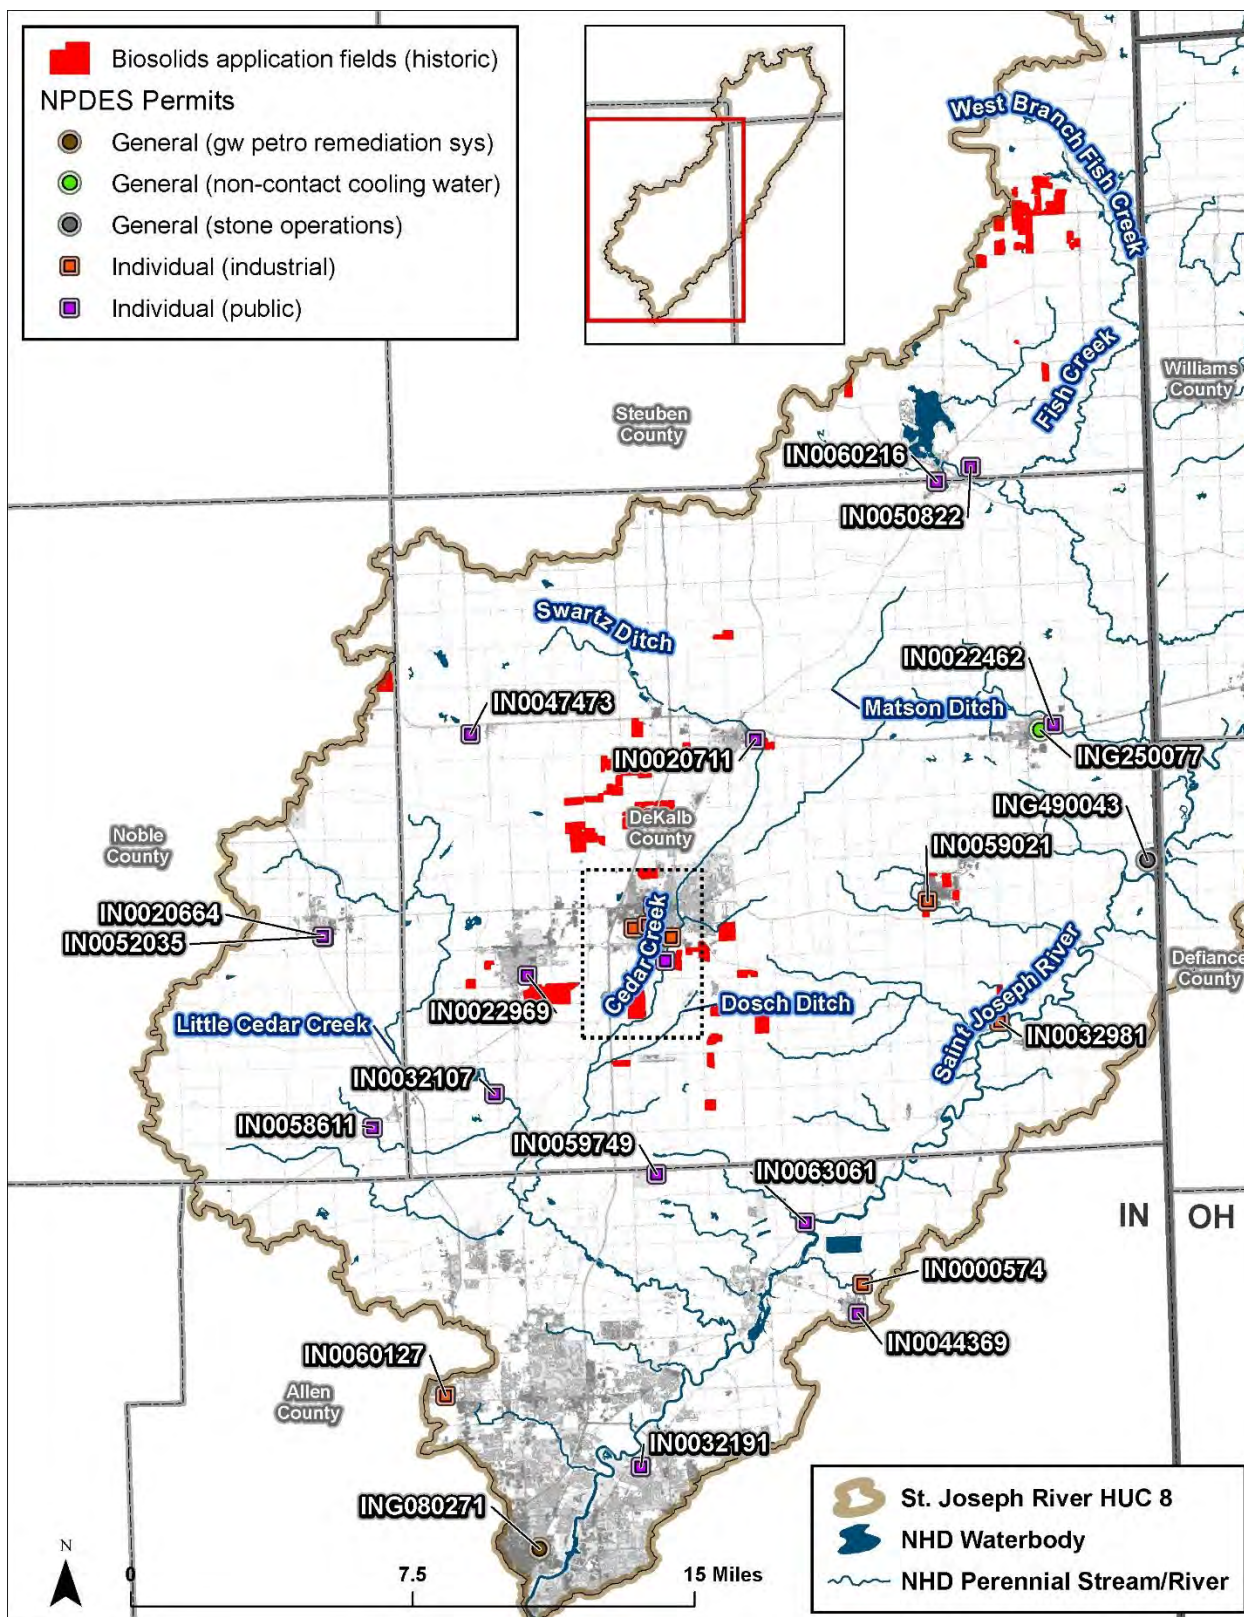 Biosolids application fields (historic)
NPDES Permits
General (gw petro remediation sys)
General (non-contact cooling water)
General (stone operations)
Individual (industrial)
Individual (public)
West Branch Fish Creek
Fish Creek
Williams
County
Steuben
County
IN0060216
IN0050822
Swartz Ditch
IN0022462
IN0047473
Matson Ditch
IN0020711
ING250077
ING490043
DeKalb
County
Noble
County
IN0059021
IN0020664
IN0052035
Cedar Creek
Saint Joseph River
Defiance
County
IN0022969
Dosch Ditch
Little Cedar Creek
IN0032981
IN0032107
IN0058611
IN0059749
IN0063061
IN
OH
IN0000574
IN0044369
IN0060127
Allen
County
IN0032191
ING080271
N
0
7.5
15 Miles
St. Joseph River HUC 8
NHD Waterbody
NHD Perennial Stream/River